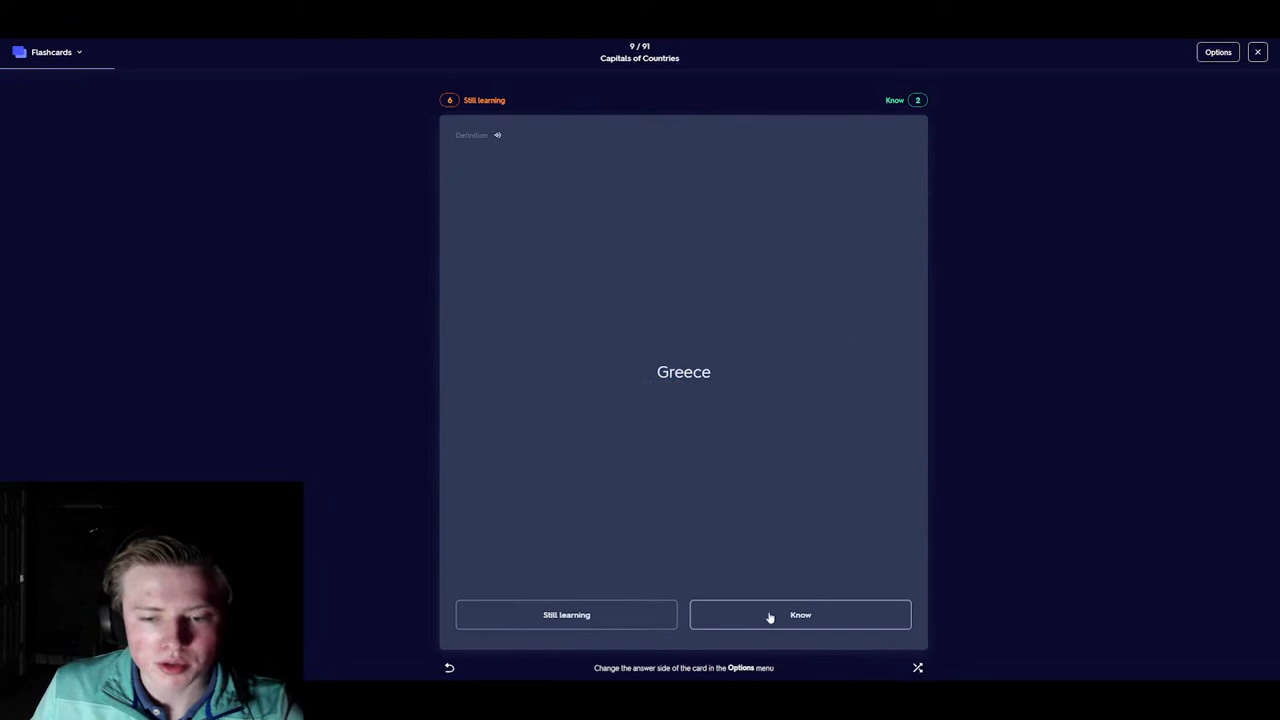 Flashcards
9 / 91
Capitals of Countries
Options
6 Still learning
Know 2
Definition
Greece
Still learning
Know
Change the answer side of the card in the Options menu